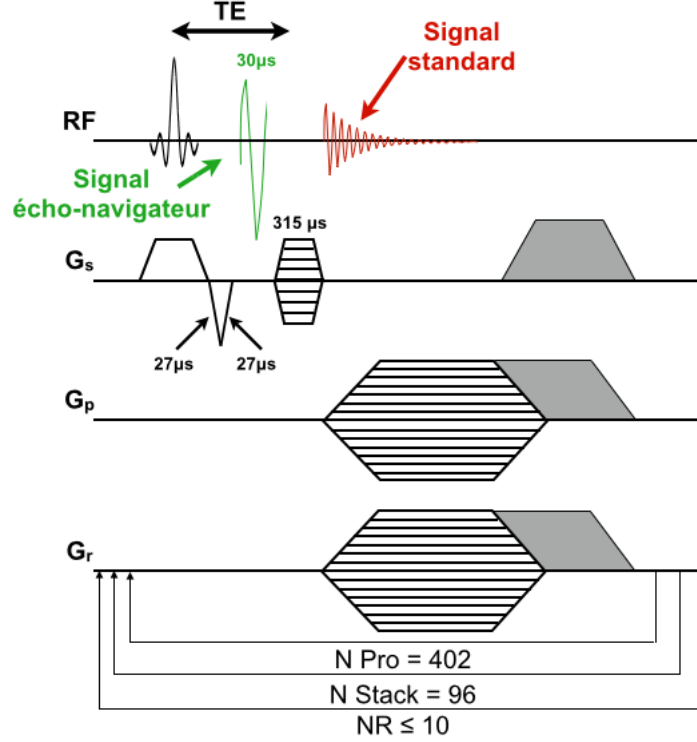 TE
Signal
standard
30µs
RF
Signal
écho-navigateur
315 µs
Gs
27µs
27µs
Gp
Gr
N Pro = 402
N Stack = 96
NR ≤ 10